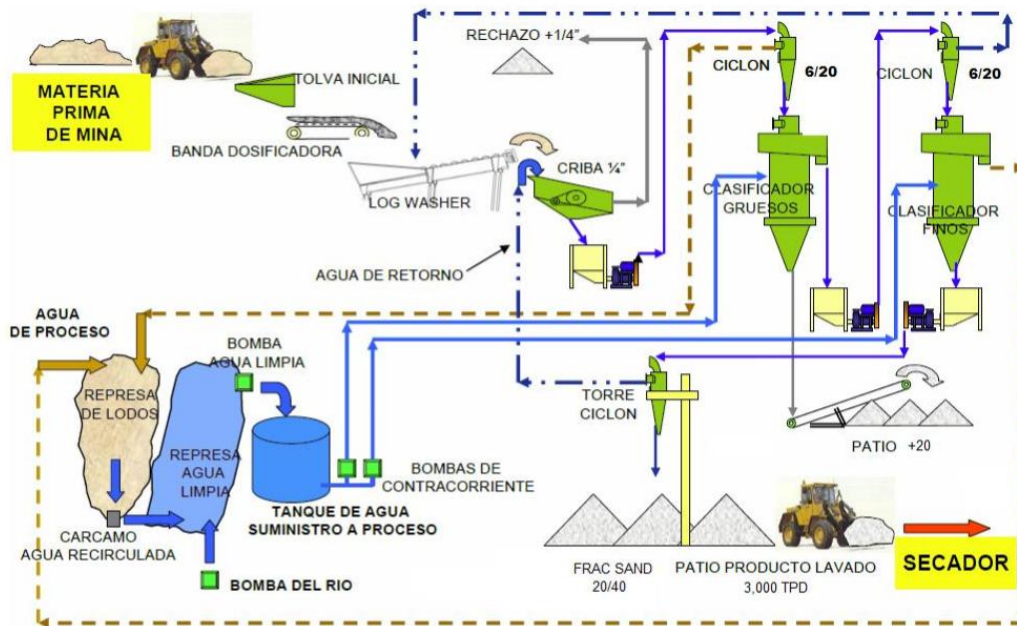 MATERIA
PRIMA
DE MINA
TOLVA INICIAL
BANDA DOSIFICADORA
LOG WASHER
RECHAZO +1/4”
CRIBA ¼”
AGUA DE RETORNO
CICLON
6/20
CICLON
6/20
CLASIFICADOR
GRUESOS
CLASIFICADOR
FINOS
AGUA
DE PROCESO
REPRESA
DE LODOS
REPRESA
AGUA
LIMPIA
BOMBA
AGUA LIMPIA
CARCAMO
AGUA RECIRCULADA
BOMBA DEL RIO
TANQUE DE AGUA
SUMINISTRO A PROCESO
BOMBAS DE
CONTRACORRIENTE
TORRE
CICLON
PATIO +20
FRAC SAND
20/40
PATIO PRODUCTO LAVADO
3,000 TPD
SECADOR